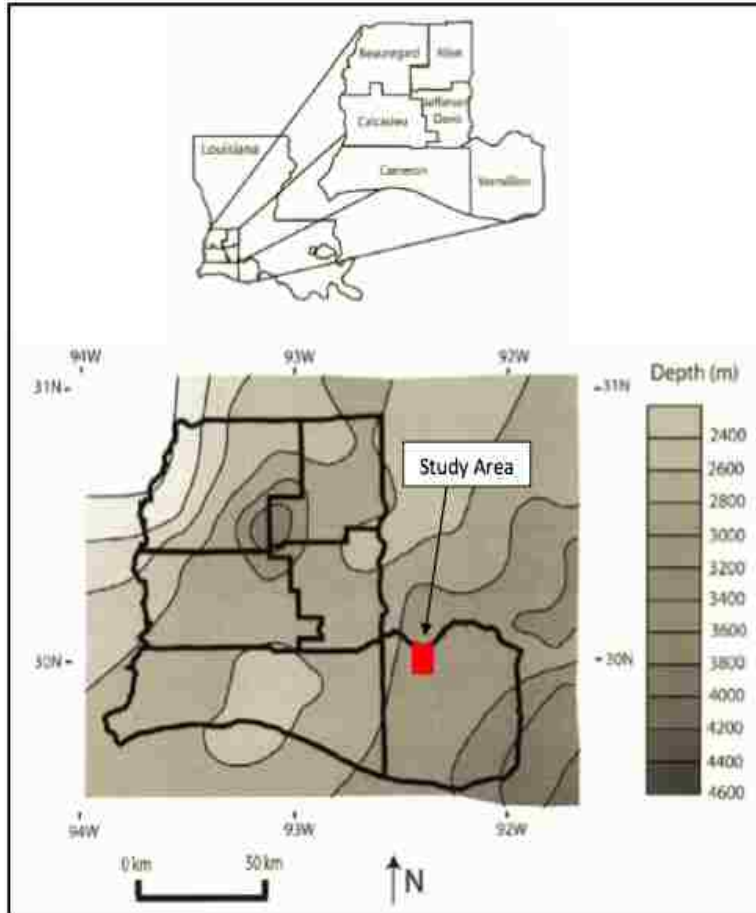 Beauregard
Allen
Jefferson
Davis
Calcasieu
Louisiana
Cameron
Vermilion
94W
93W
92W
31N
31N
Depth (m)
2400
2600
2800
3000
3200
3400
3600
3800
4000
4200
4400
4600
Study Area
30N
30N
94W
93W
92W
0 km
50 km
N